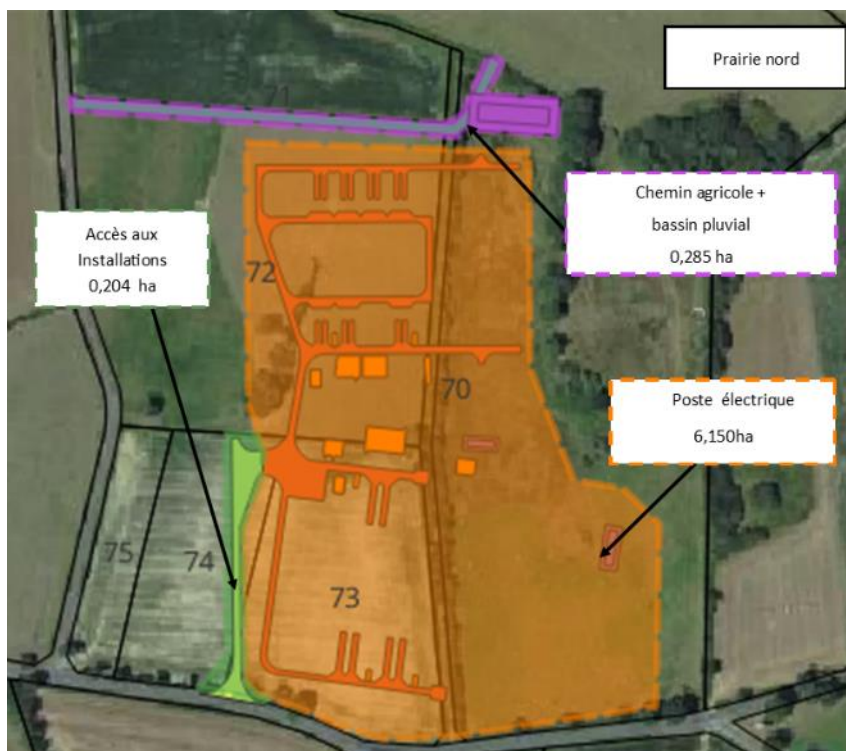 Prairie nord
71
Chemin agricole +
bassin pluvial
0,285 ha
Accès aux
Installations
0,204 ha
72
70
Poste électrique
6,150ha
75
74
73